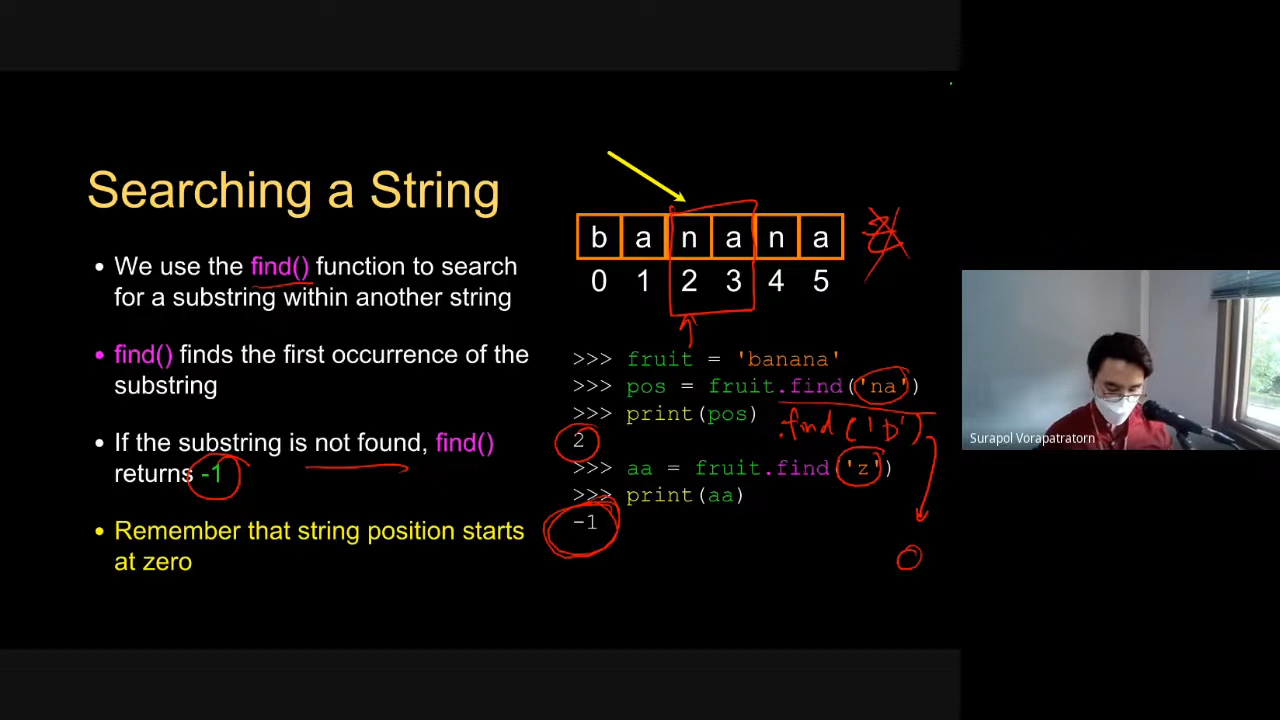 Searching a String
• We use the find() function to search
for a substring within another string
• find() finds the first occurrence of the
substring
• If the substring is not found, find()
returns -1
• Remember that string position starts
at zero
b a n a n a
0 1 2 3 4 5
>>> fruit = 'banana'
>>> pos = fruit.find('na')
>>> print(pos)
.find('b')
2
>>> aa = fruit.find('z')
>>> print(aa)
-1
0
Surapol Vorapatratorn